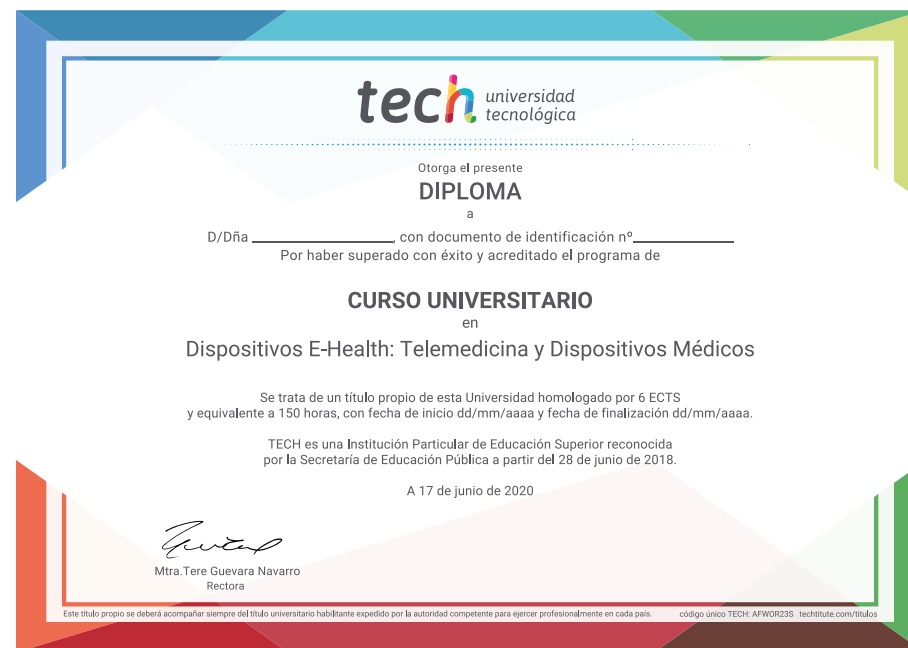 tech universidad
tecnológica
Otorga el presente
DIPLOMA
a
D/Dña ____________________, con documento de identificación nº______________
Por haber superado con éxito y acreditado el programa de
CURSO UNIVERSITARIO
en
Dispositivos E-Health: Telemedicina y Dispositivos Médicos
Se trata de un título propio de esta Universidad homologado por 6 ECTS
y equivalente a 150 horas, con fecha de inicio dd/mm/aaaa y fecha de finalización dd/mm/aaaa.
TECH es una Institución Particular de Educación Superior reconocida
por la Secretaría de Educación Pública a partir del 28 de junio de 2018.
A 17 de junio de 2020
Mtra.Tere Guevara Navarro
Rectora
Este título propio se deberá acompañar siempre del título universitario habilitante expedido por la autoridad competente para ejercer profesionalmente en cada país. código único TECH: AFWOR23S techtitute.com/titulos